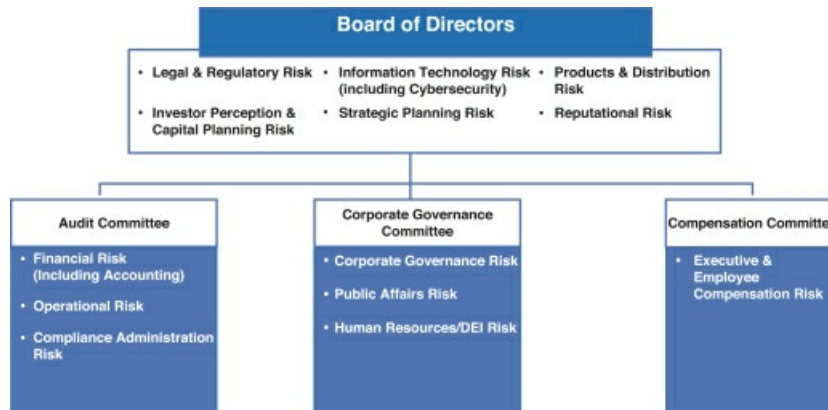 Board of Directors
• Legal & Regulatory Risk
• Information Technology Risk
(including Cybersecurity)
• Products & Distribution
Risk
• Investor Perception &
Capital Planning Risk
• Strategic Planning Risk
• Reputational Risk
Audit Committee
• Financial Risk
(Including Accounting)
• Operational Risk
• Compliance Administration
Risk
Corporate Governance
Committee
• Corporate Governance Risk
• Public Affairs Risk
• Human Resources/DEI Risk
Compensation Committe
• Executive &
Employee
Compensation Risk